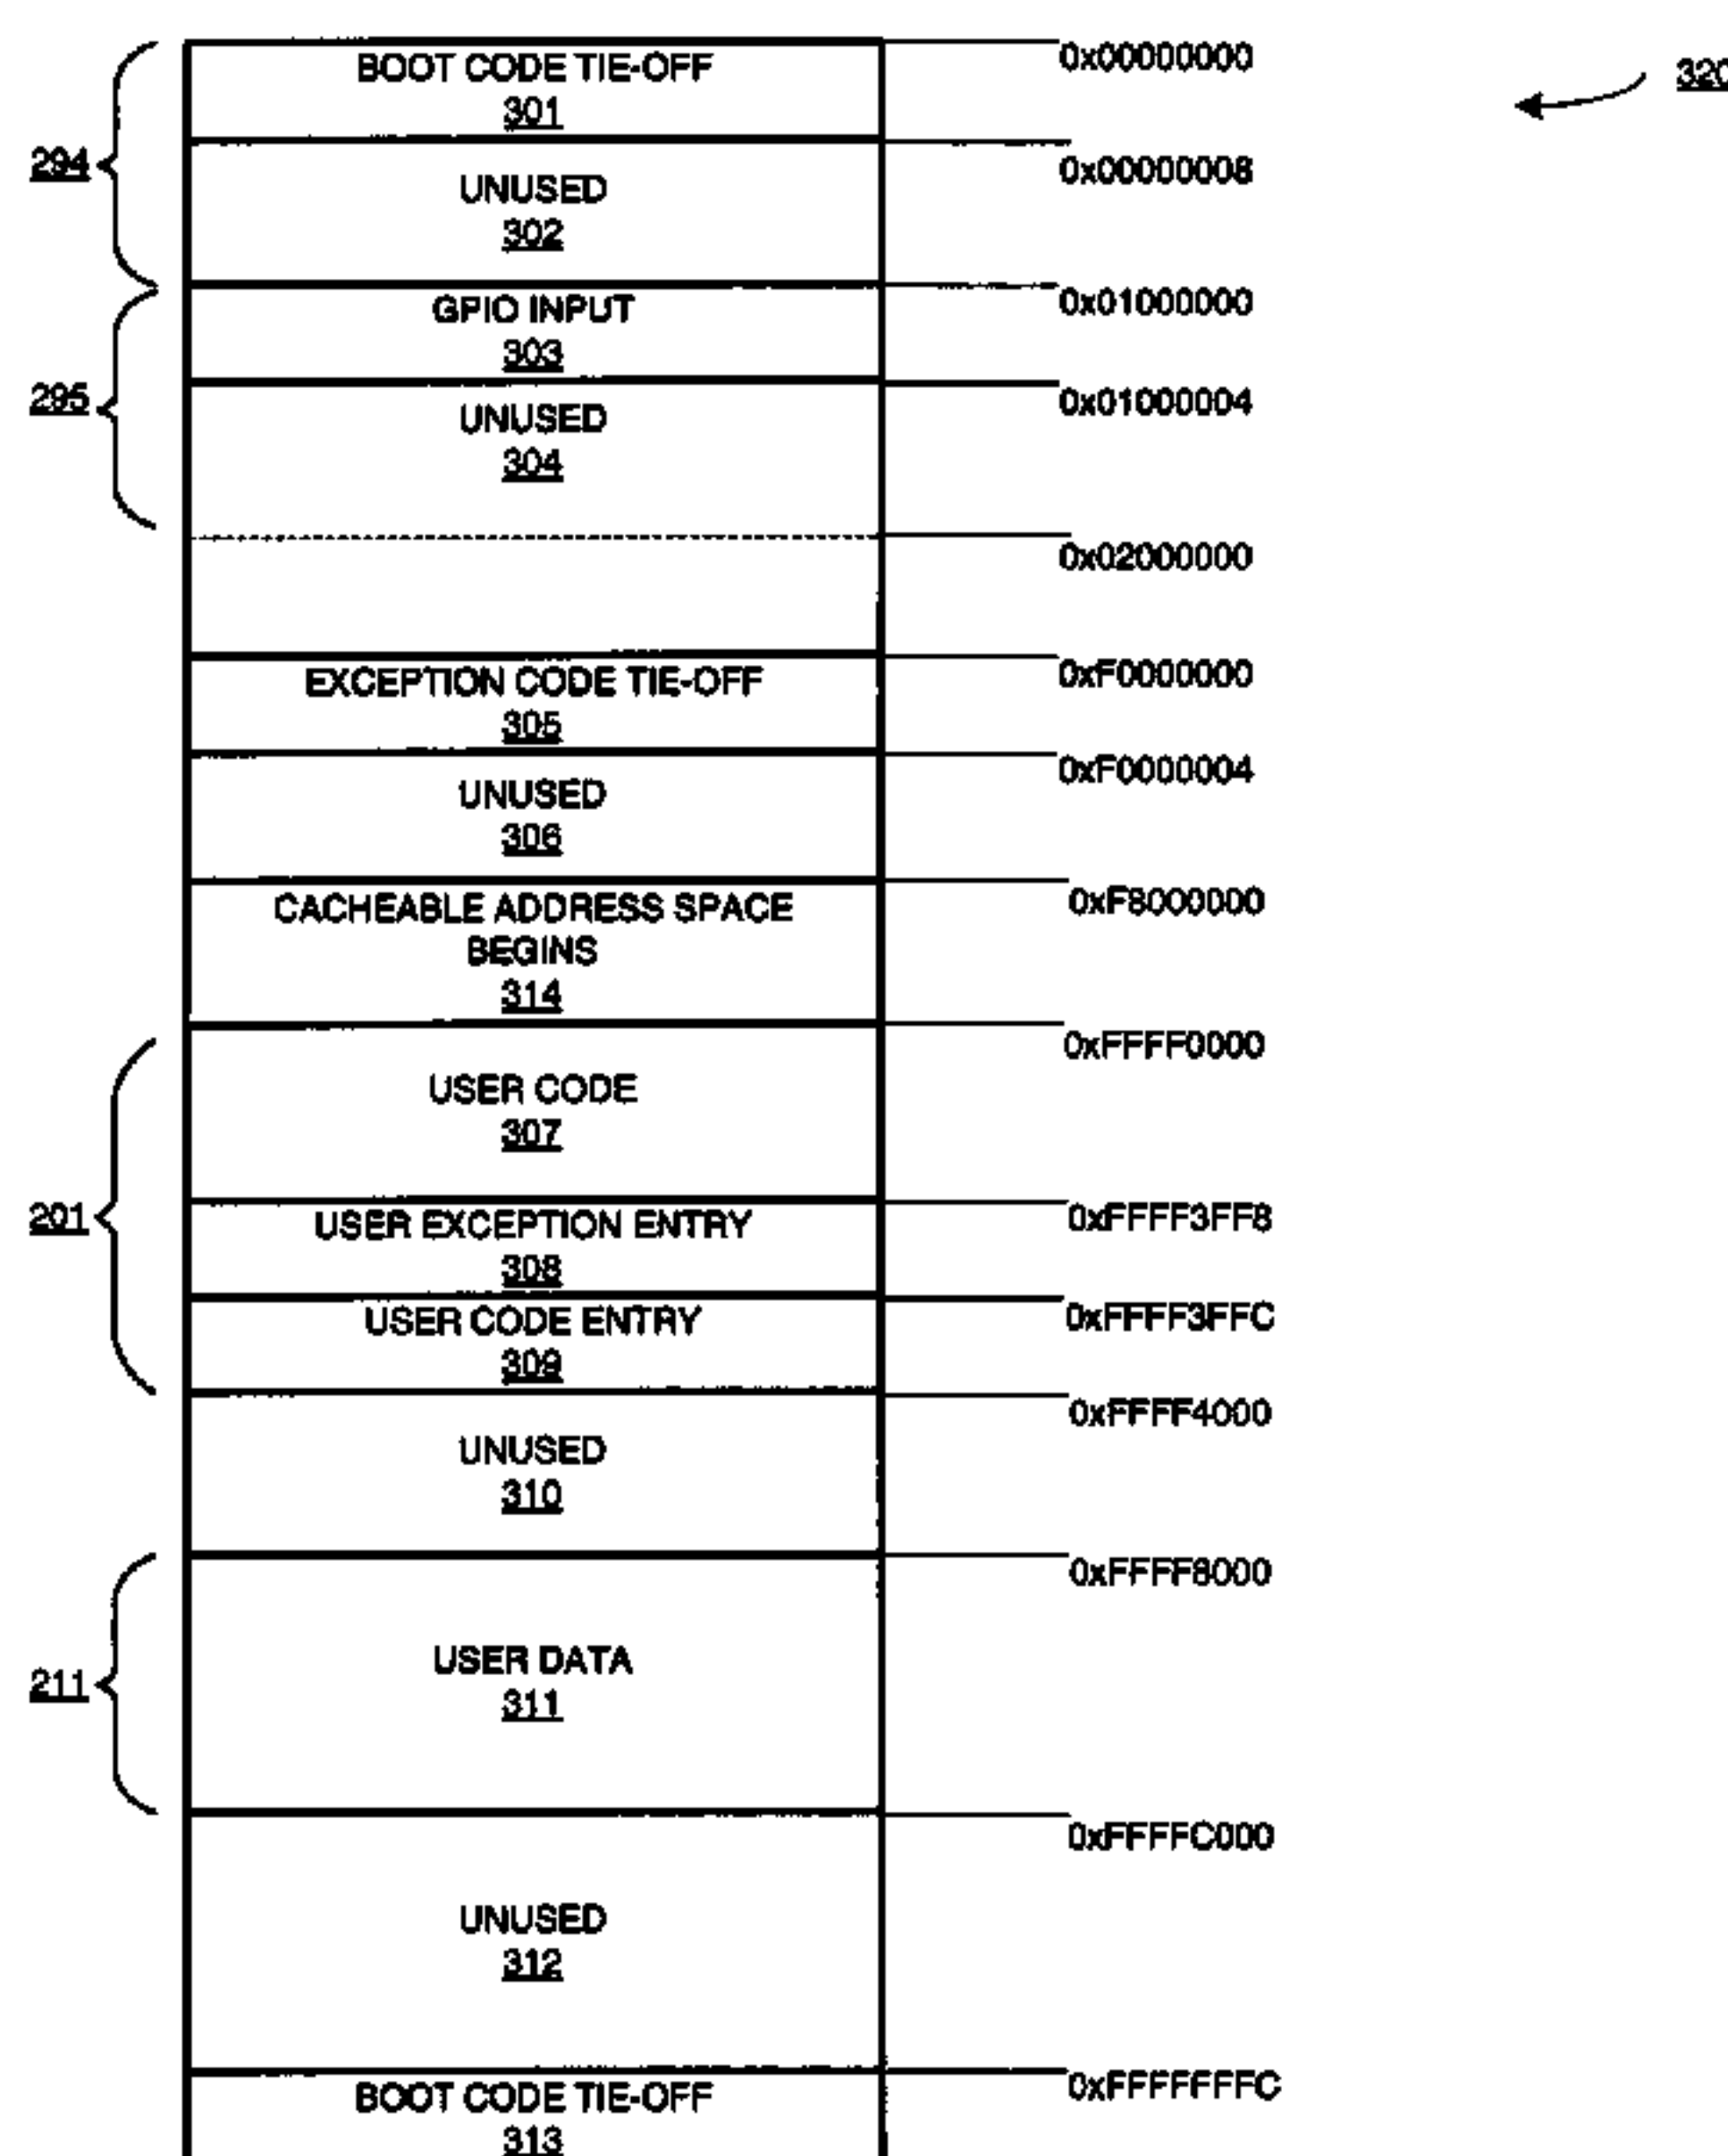 BOOT CODE TIE-OFF
301
0x00000000
320
294
UNUSED
302
0x00000008
GPIO INPUT
303
0x01000000
295
UNUSED
304
0x01000004
0x02000000
EXCEPTION CODE TIE-OFF
305
0xF0000000
UNUSED
306
0xF0000004
CACHEABLE ADDRESS SPACE
BEGINS
314
0xF8000000
USER CODE
307
0xFFFF0000
201
USER EXCEPTION ENTRY
308
0xFFFF3FF8
USER CODE ENTRY
309
0xFFFF3FFC
UNUSED
310
0xFFFF4000
211
USER DATA
311
0xFFFF8000
UNUSED
312
0xFFFFC000
BOOT CODE TIE-OFF
313
0xFFFFFFFC